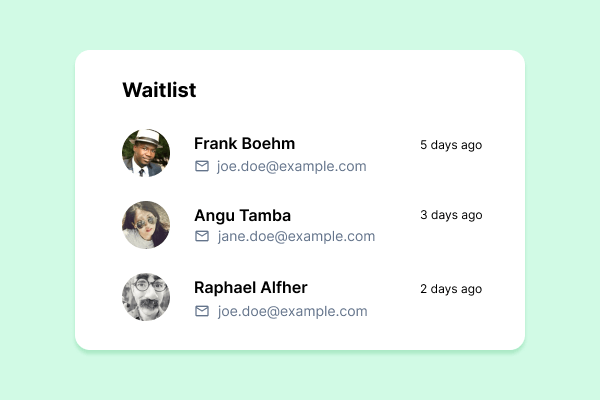 Waitlist
Frank Boehm
5 days ago
joe.doe@example.com
Angu Tamba
3 days ago
jane.doe@example.com
Raphael Alfher
2 days ago
joe.doe@example.com